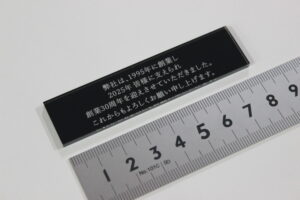 弊社は、1995年に創業し
2025年 皆様に支えられ
創業30周年を迎えさせていただきました。
これからもよろしくお願い申し上げます。
1 2 3 4 5 6 7 8 9